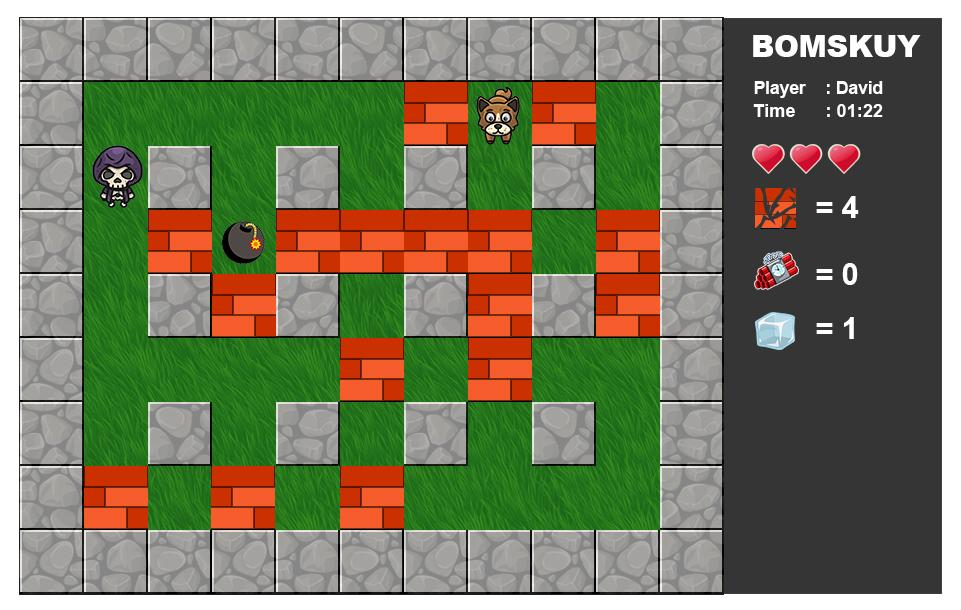 BOMSKUY
Player : David
Time : 01:22
= 4
= 0
= 1